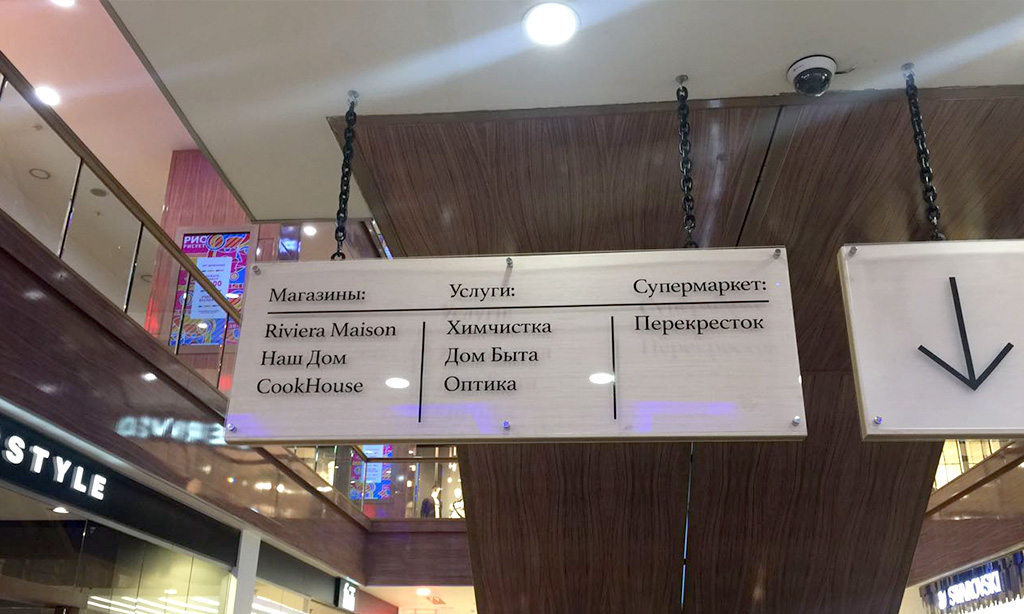 Магазины:
Riviera Maison
Наш Дом
CookHouse
Услуги:
Химчистка
Дом Быта
Оптика
Супермаркет:
Перекресток
STYLE